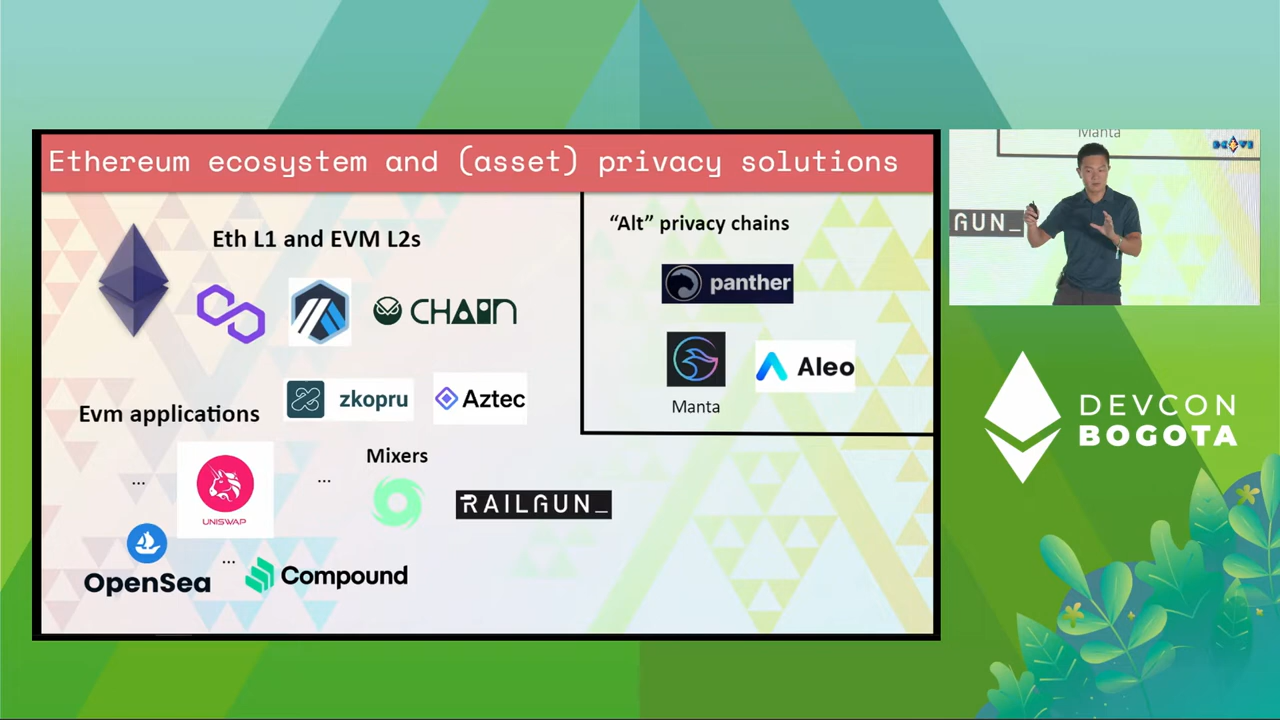 Ethereum ecosystem and (asset) privacy solutions
Eth L1 and EVM L2s
CHAIN
zkopru
Aztec
Evm applications
...
UNISWAP
...
OpenSea
...
Compound
Mixers
RAILGUN_
“Alt” privacy chains
panther
Manta
Aleo
Manta
GUN_
DEVCON
BOGOTA